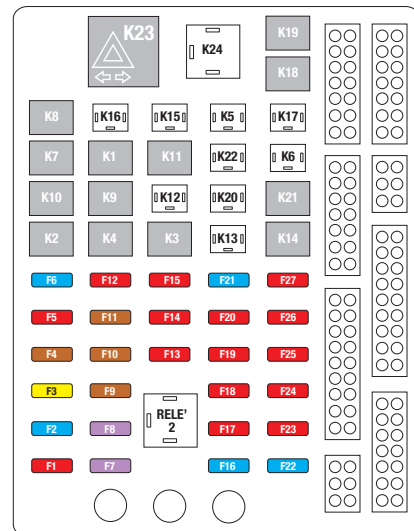 K23
K24
K19
K18
K8 K16 K15 K5 K17
K7 K1 K11 K22 K6
K10 K9 K12 K20 K21
K2 K4 K3 K13 K14
F6 F12 F15 F21 F27
F5 F11 F14 F20 F26
F4 F10 F13 F19 F25
F3 F9 F18 F24
RELE'
2
F2 F8 F17 F23
F1 F7 F16 F22